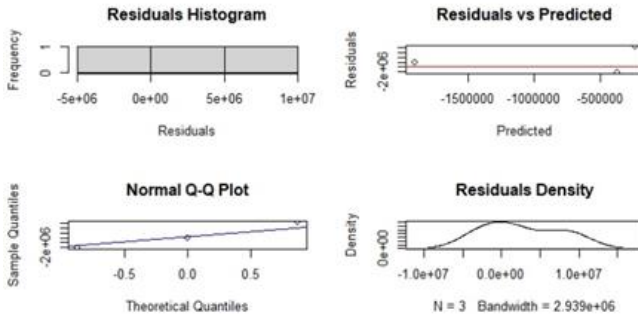 Residuals Histogram
Frequency
0 1
-5e+06 0e+00 5e+06 1e+07
Residuals
Residuals vs Predicted
Residuals
-2e+06
-1500000 -1000000 -500000
Predicted
Normal Q-Q Plot
Sample Quantiles
-2e+06
-0.5 0.0 0.5
Theoretical Quantiles
Residuals Density
Density
0e+00
-1.0e+07 0.0e+00 1.0e+07
N = 3 Bandwidth = 2.939e+06